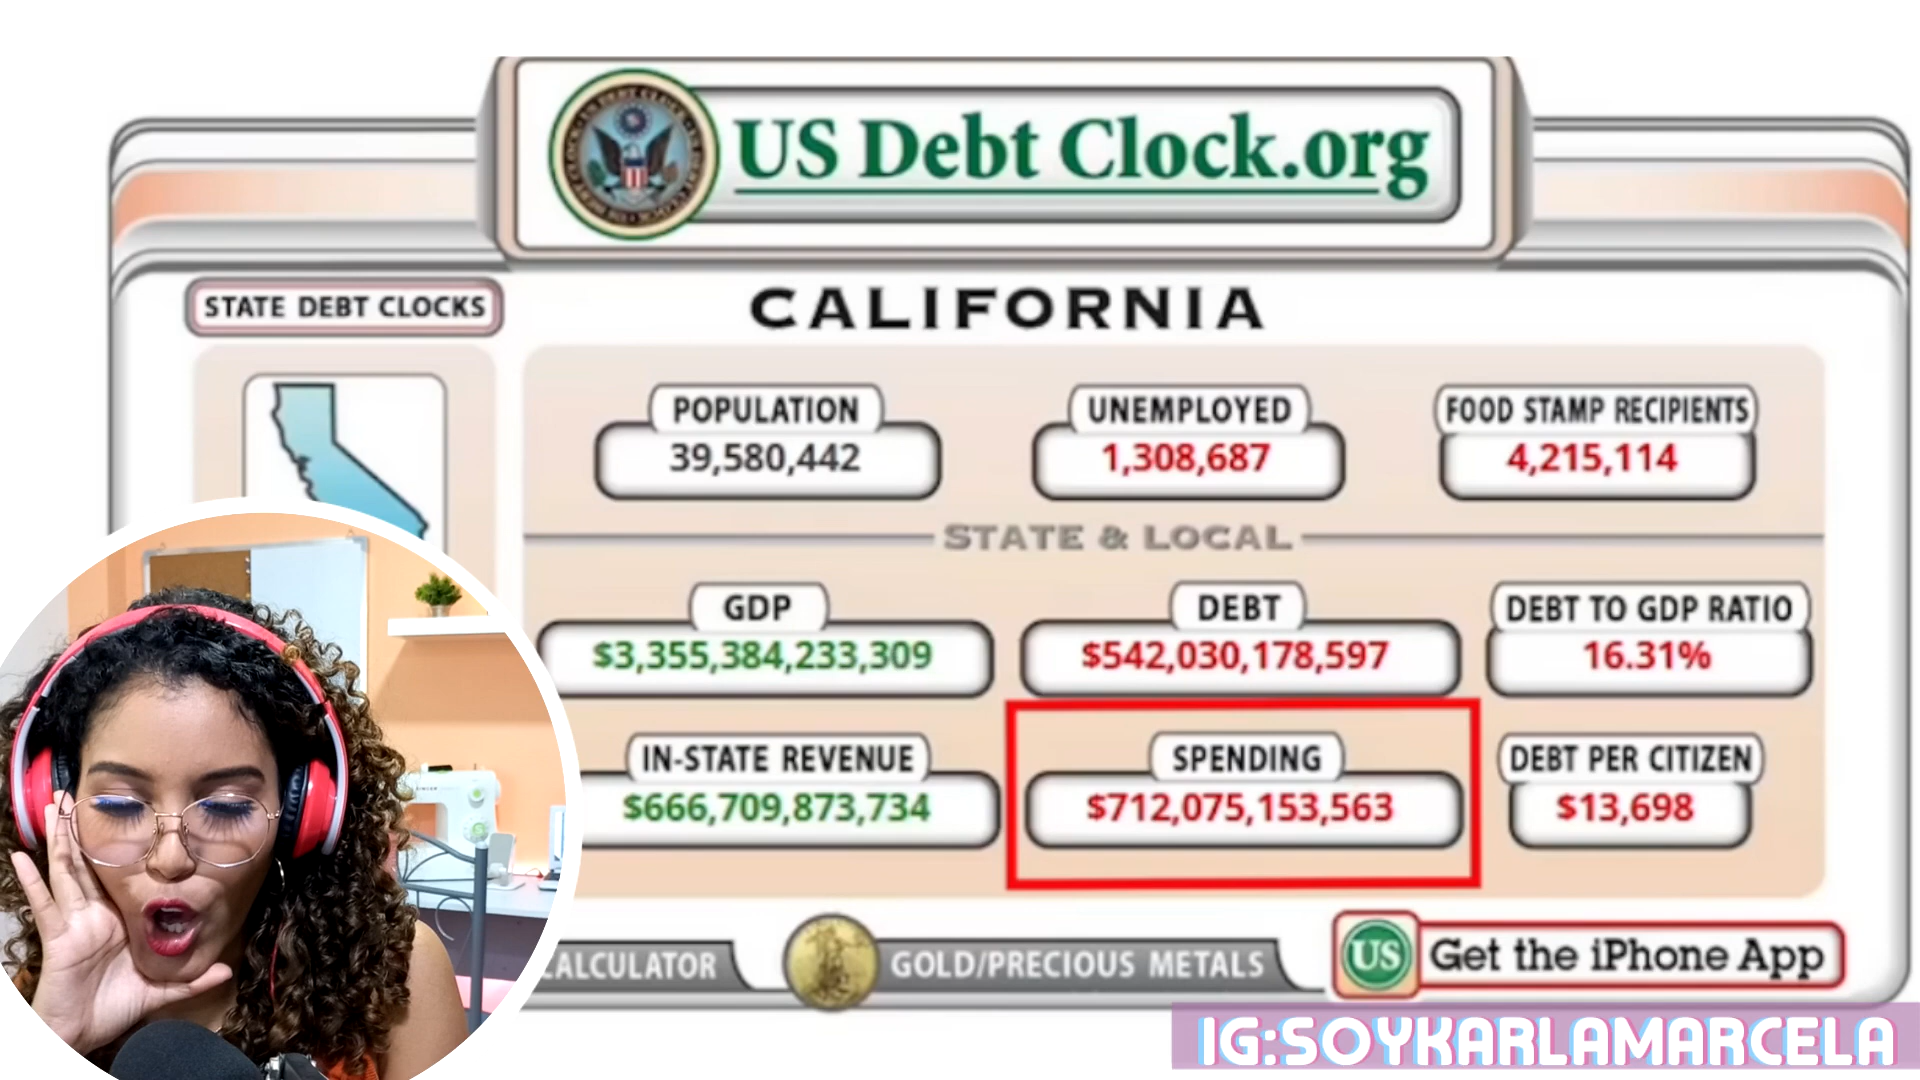 US Debt Clock.org
STATE DEBT CLOCKS
CALIFORNIA
POPULATION
39,580,442
UNEMPLOYED
1,308,687
FOOD STAMP RECIPIENTS
4,215,114
STATE & LOCAL
GDP
$3,355,384,233,309
DEBT
$542,030,178,597
DEBT TO GDP RATIO
16.31%
IN-STATE REVENUE
$666,709,873,734
SPENDING
$712,075,153,563
DEBT PER CITIZEN
$13,698
CALCULATOR
GOLD/PRECIOUS METALS
US
Get the iPhone App
IG:SOYKARLAMARCELA